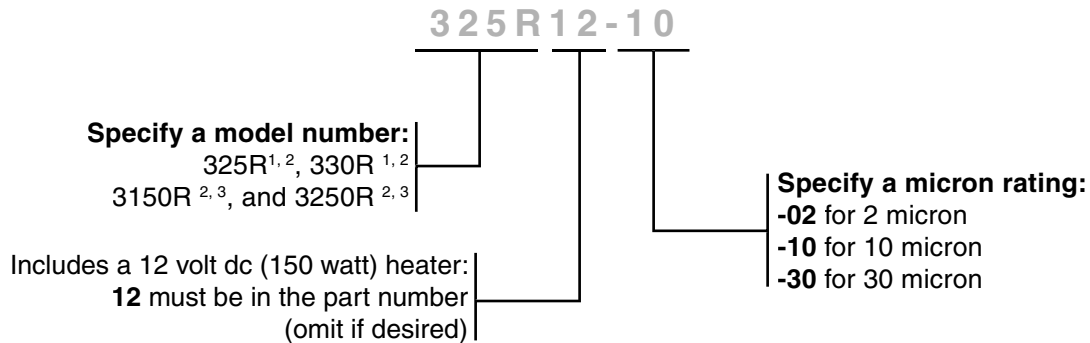 325R12-10
Specify a model number:
325R1, 2, 330R 1, 2
3150R 2, 3, and 3250R 2, 3
Includes a 12 volt dc (150 watt) heater:
12 must be in the part number
(omit if desired)
Specify a micron rating:
-02 for 2 micron
-10 for 10 micron
-30 for 30 micron